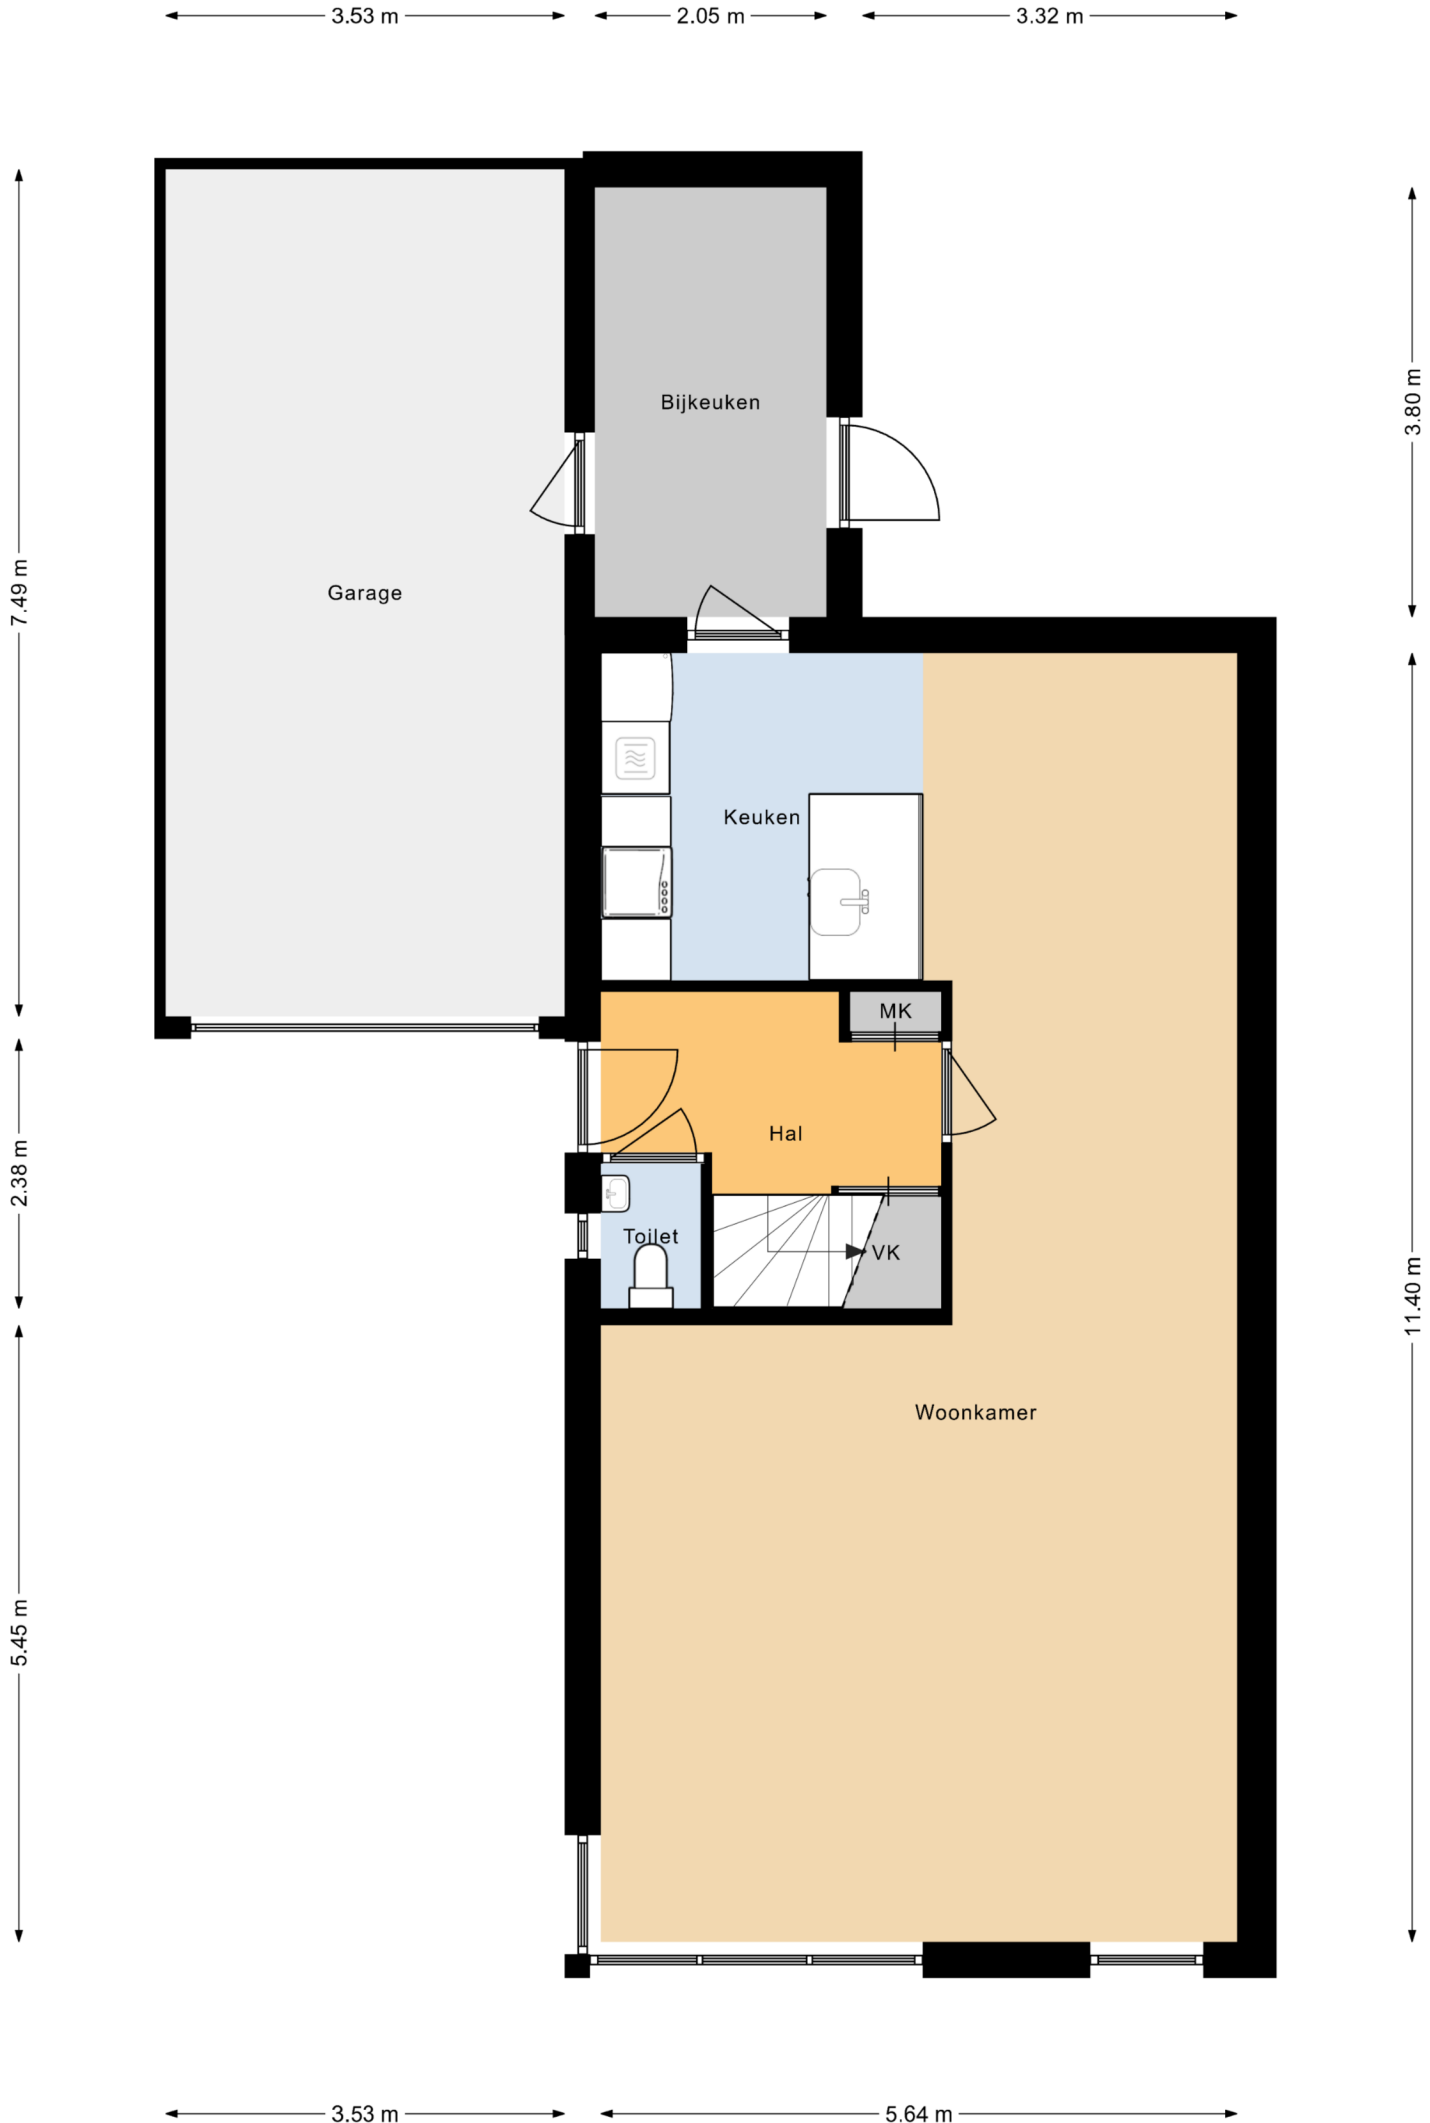 3.53 m
2.05 m
3.32 m
Bijkeuken
3.80 m
Garage
7.49 m
Keuken
MK
Hal
2.38 m
Toilet
VK
11.40 m
Woonkamer
5.45 m
3.53 m
5.64 m